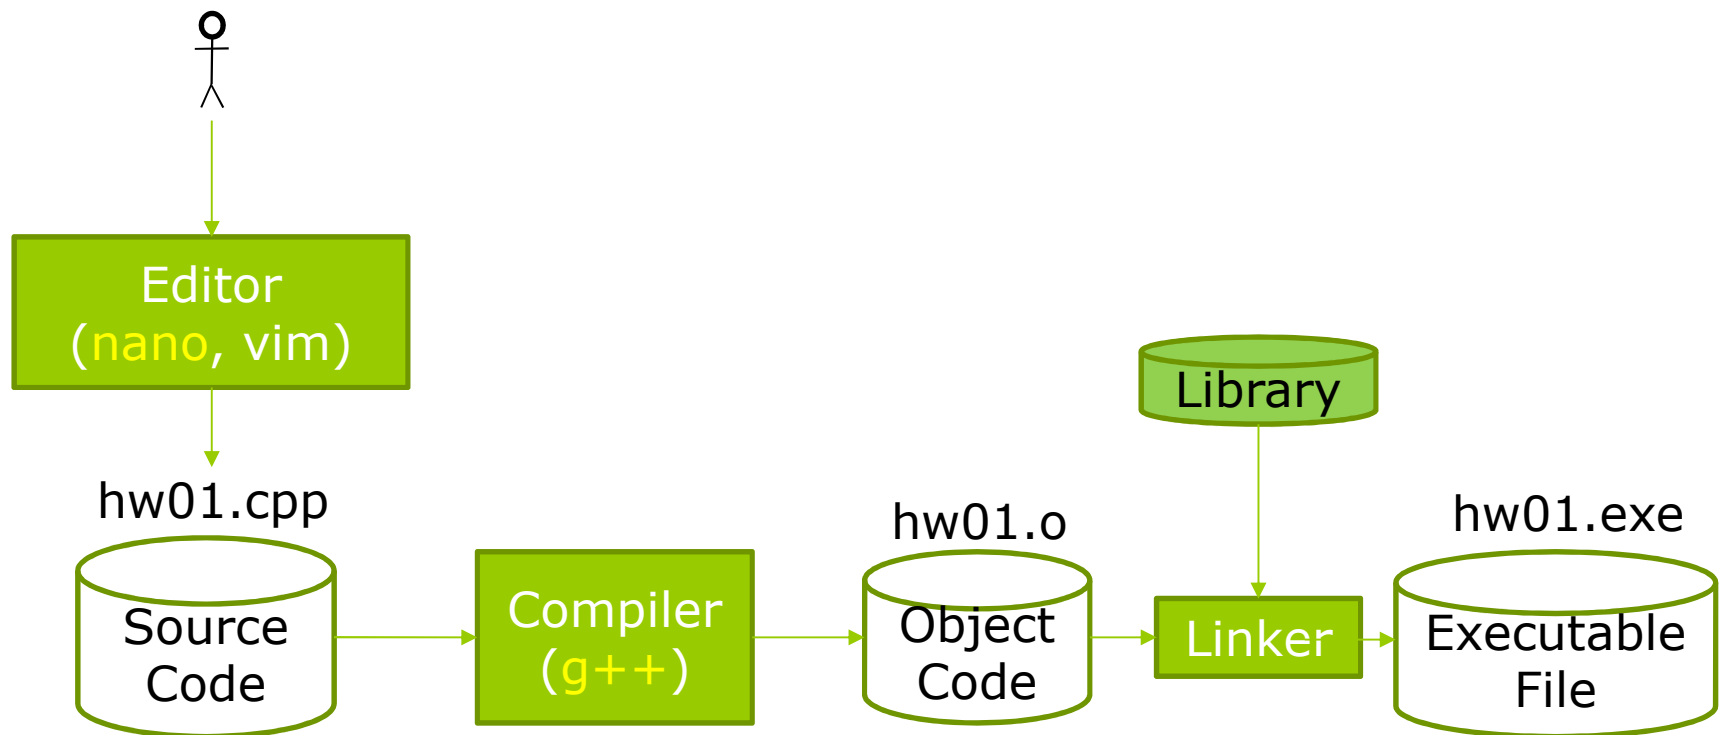 Editor
(nano, vim)
hw01.cpp
Source
Code
Compiler
(g++)
hw01.o
Object
Code
Library
Linker
hw01.exe
Executable
File